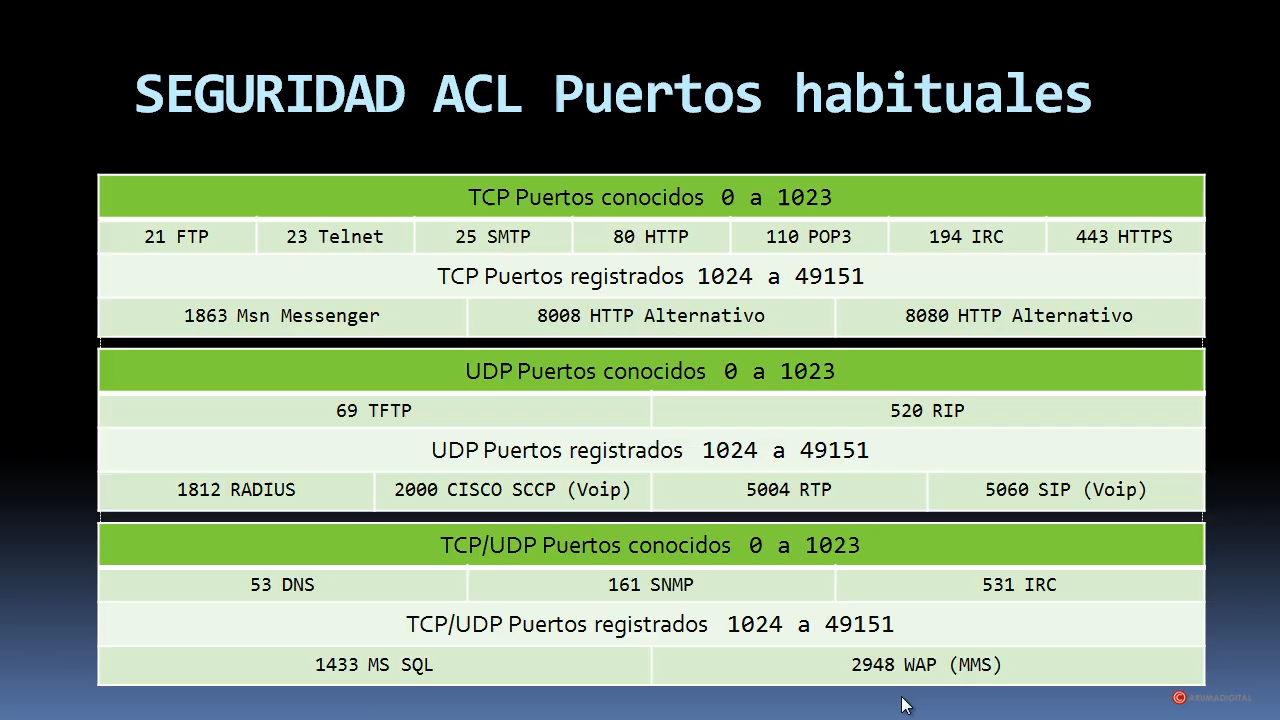 SEGURIDAD ACL Puertos habituales
TCP Puertos conocidos 0 a 1023
21 FTP 23 Telnet 25 SMTP 80 HTTP 110 POP3 194 IRC 443 HTTPS
TCP Puertos registrados 1024 a 49151
1863 Msn Messenger 8008 HTTP Alternativo 8080 HTTP Alternativo
UDP Puertos conocidos 0 a 1023
69 TFTP 520 RIP
UDP Puertos registrados 1024 a 49151
1812 RADIUS 2000 CISCO SCCP (Voip) 5004 RTP 5060 SIP (Voip)
TCP/UDP Puertos conocidos 0 a 1023
53 DNS 161 SNMP 531 IRC
TCP/UDP Puertos registrados 1024 a 49151
1433 MS SQL 2948 WAP (MMS)
© ARUMADIGITAL